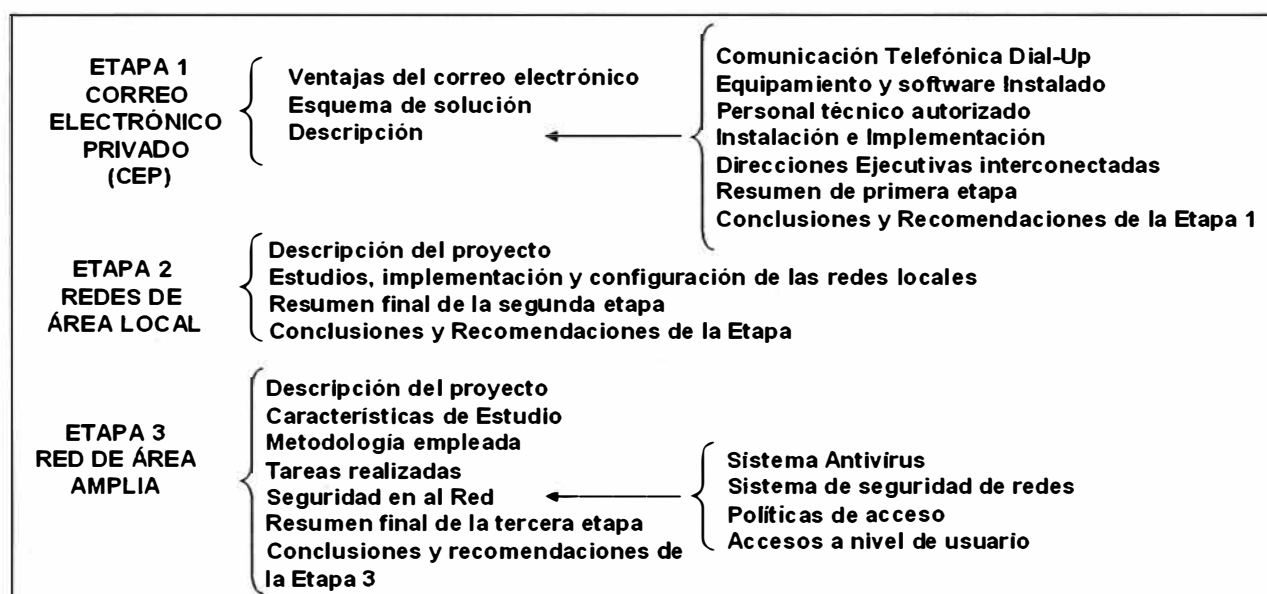 ETAPA 1
CORREO
ELECTRÓNICO
PRIVADO
(CEP)
Ventajas del correo electrónico
Esquema de solución
Descripción
Comunicación Telefónica Dial-Up
Equipamiento y software Instalado
Personal técnico autorizado
Instalación e Implementación
Direcciones Ejecutivas interconectadas
Resumen de primera etapa
Conclusiones y Recomendaciones de la Etapa 1
ETAPA 2
REDES DE
ÁREA LOCAL
Descripción del proyecto
Estudios, implementación y configuración de las redes locales
Resumen final de la segunda etapa
Conclusiones y Recomendaciones de la Etapa
ETAPA 3
RED DE ÁREA
AMPLIA
Descripción del proyecto
Características de Estudio
Metodología empleada
Tareas realizadas
Seguridad en al Red
Resumen final de la tercera etapa
Conclusiones y recomendaciones de
la Etapa 3
Sistema Antivírus
Sistema de seguridad de redes
Políticas de acceso
Accesos a nivel de usuario